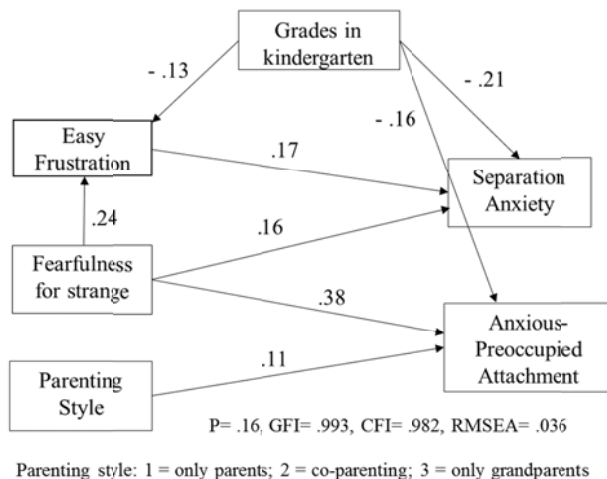 Grades in
kindergarten
- .13
- .21
- .16
Easy
Frustration
.17
Separation
Anxiety
.24
.16
Fearfulness
for strange
.38
Anxious-
Preoccupied
Attachment
.11
Parenting
Style
P= .16, GFI= .993, CFI= .982, RMSEA= .036
Parenting style: 1 = only parents; 2 = co-parenting; 3 = only grandparents